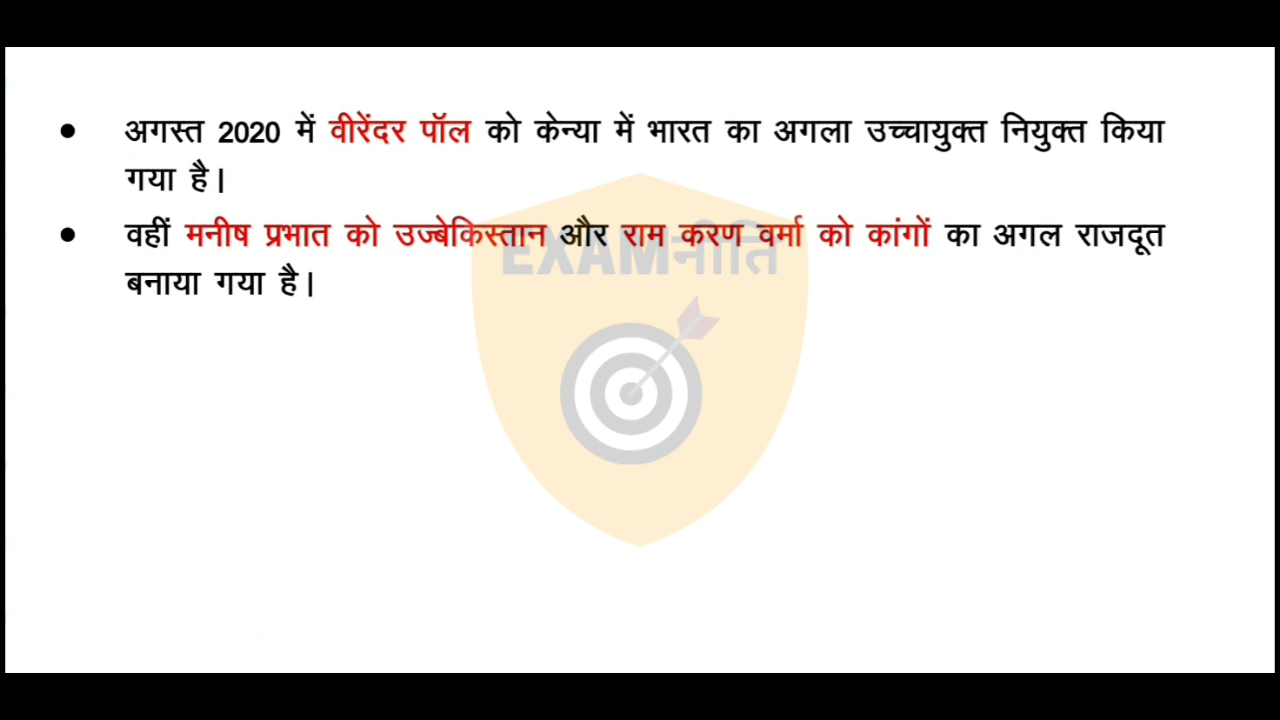 • अगस्त 2020 में वीरेंदर पॉल को केन्या में भारत का अगला उच्चायुक्त नियुक्त किया
गया है।
• वहीं मनीष प्रभात को उज्बेकिस्तान और राम करण वर्मा को कांगों का अगल राजदूत
बनाया गया है।
EXAMनीति